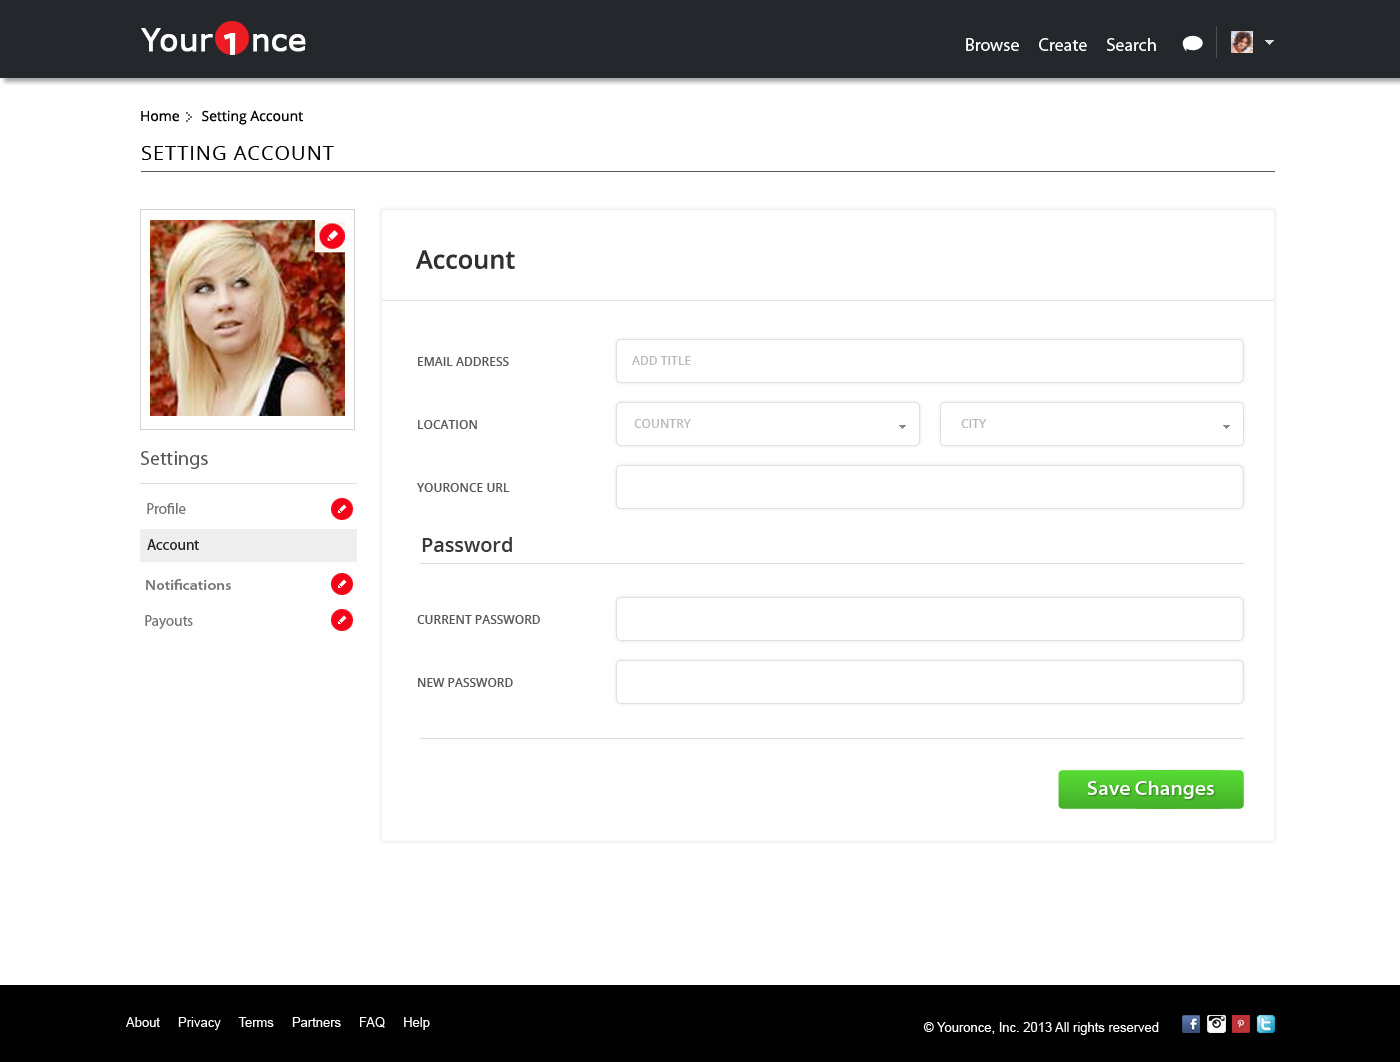 Your1nce
Browse Create Search
Home Setting Account
SETTING ACCOUNT
Account
EMAIL ADDRESS ADD TITLE
LOCATION COUNTRY CITY
YOURONCE URL
Settings
Profile
Account
Notifications
Payouts
Password
CURRENT PASSWORD
NEW PASSWORD
Save Changes
About Privacy Terms Partners FAQ Help
© Youronce, Inc. 2013 All rights reserved